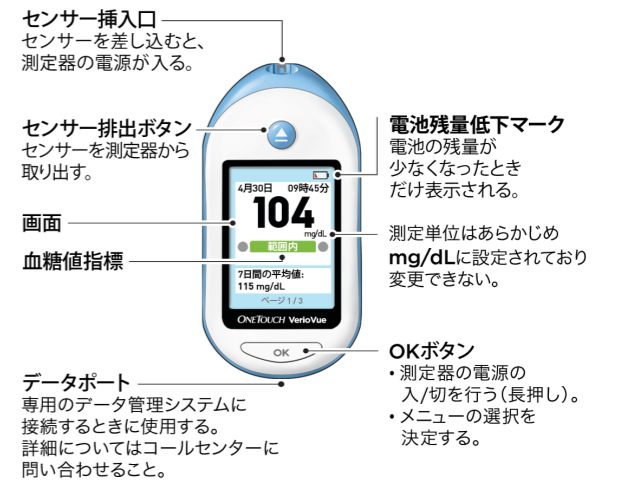 センサー挿入口
センサーを差し込むと、
測定器の電源が入る。
センサー排出ボタン
センサーを測定器から
取り出す。
画面
血糖値指標
データポート
専用のデータ管理システムに
接続するときに使用する。
詳細についてはコールセンターに
問い合わせること。
4月30日 09時45分
104
mg/dL
範囲内
7日間の平均値:
115 mg/dL
ページ 1 / 3
ONETOUCH VerioVue
OK
電池残量低下マーク
電池の残量が
少なくなったとき
だけ表示される。
測定単位はあらかじめ
mg/dLに設定されており
変更できない。
OKボタン
・測定器の電源の
入/切を行う(長押し)。
・メニューの選択を
決定する。